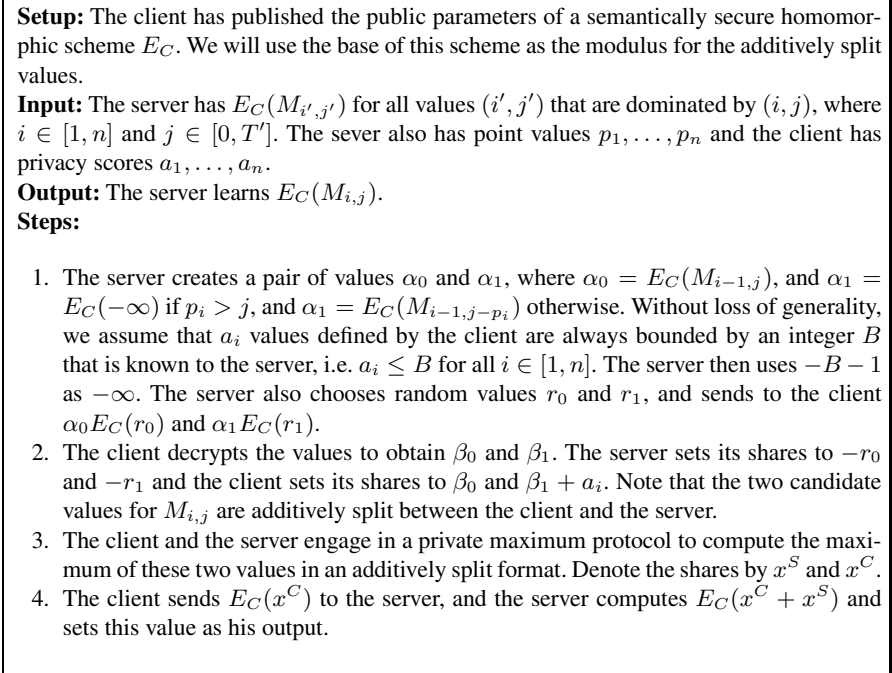 Setup: The client has published the public parameters of a semantically secure homomor-
phic scheme E_C. We will use the base of this scheme as the modulus for the additively split
values.
Input: The server has E_C(M_{i′,j′}) for all values (i′, j′) that are dominated by (i, j), where
i ∈ [1, n] and j ∈ [0, T′]. The sever also has point values p_1, . . . , p_n and the client has
privacy scores a_1, . . . , a_n.
Output: The server learns E_C(M_{i,j}).
Steps:
1. The server creates a pair of values α_0 and α_1, where α_0 = E_C(M_{i−1,j}), and α_1 =
E_C(−∞) if p_i > j, and α_1 = E_C(M_{i−1,j−p_i}) otherwise. Without loss of generality,
we assume that a_i values defined by the client are always bounded by an integer B
that is known to the server, i.e. a_i ≤ B for all i ∈ [1, n]. The server then uses −B − 1
as −∞. The server also chooses random values r_0 and r_1, and sends to the client
α_0E_C(r_0) and α_1E_C(r_1).
2. The client decrypts the values to obtain β_0 and β_1. The server sets its shares to −r_0
and −r_1 and the client sets its shares to β_0 and β_1 + a_i. Note that the two candidate
values for M_{i,j} are additively split between the client and the server.
3. The client and the server engage in a private maximum protocol to compute the maxi-
mum of these two values in an additively split format. Denote the shares by x^S and x^C.
4. The client sends E_C(x^C) to the server, and the server computes E_C(x^C + x^S) and
sets this value as his output.